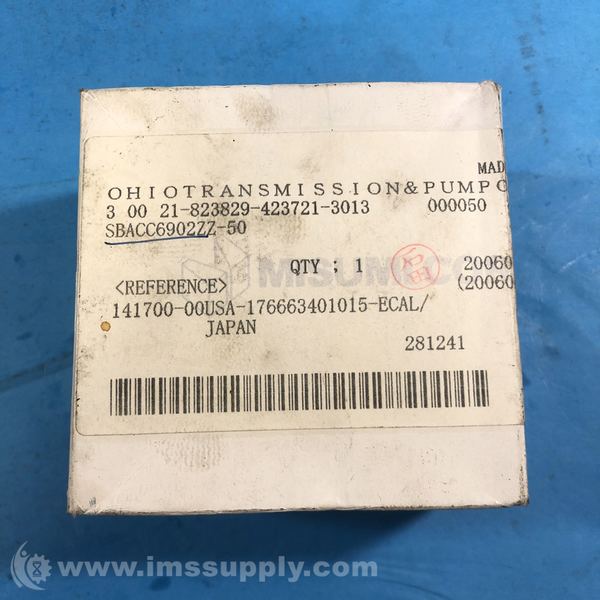 MAD
OHIOTRANSMISSION&PUMPC
3 00 21-823829-423721-3013 000050
SBACC6902ZZ-50
QTY ; 1
20060
MISUMI
<REFERENCE>
(20060
141700-00USA-176663401015-ECAL/
JAPAN
281241
www.imssupply.com